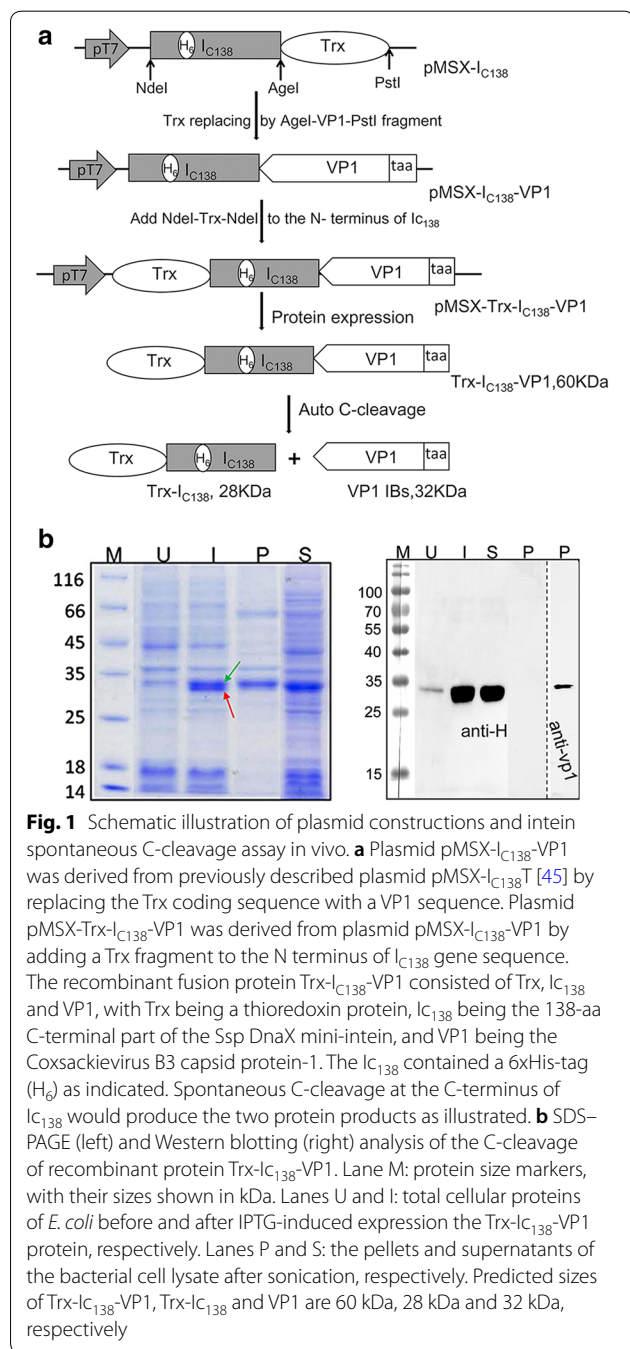 a
pT7 H6 IC138 Trx
NdeI AgeI PstI pMSX-IC138
Trx replacing by AgeI-VP1-PstI fragment
pT7 H6 IC138 VP1 taa
pMSX-IC138-VP1
Add NdeI-Trx-NdeI to the N- terminus of Ic138
pT7 Trx H6 IC138 VP1 taa
pMSX-Trx-IC138-VP1
Protein expression
Trx H6 IC138 VP1 taa
Trx-IC138-VP1,60KDa
Auto C-cleavage
Trx H6 IC138 + VP1 taa
Trx-IC138, 28KDa VP1 IBs,32KDa
b
M U I P S
116
66
45
35
25
18
14
M U I S P P
100
70
55
40
35
25
15
anti-H
anti-vp1
Fig. 1 Schematic illustration of plasmid constructions and intein
spontaneous C-cleavage assay in vivo. a Plasmid pMSX-IC138-VP1
was derived from previously described plasmid pMSX-IC138T [45] by
replacing the Trx coding sequence with a VP1 sequence. Plasmid
pMSX-Trx-IC138-VP1 was derived from plasmid pMSX-IC138-VP1 by
adding a Trx fragment to the N terminus of IC138 gene sequence.
The recombinant fusion protein Trx-IC138-VP1 consisted of Trx, Ic138
and VP1, with Trx being a thioredoxin protein, Ic138 being the 138-aa
C-terminal part of the Ssp DnaX mini-intein, and VP1 being the
Coxsackievirus B3 capsid protein-1. The Ic138 contained a 6xHis-tag
(H6) as indicated. Spontaneous C-cleavage at the C-terminus of
Ic138 would produce the two protein products as illustrated. b SDS–
PAGE (left) and Western blotting (right) analysis of the C-cleavage
of recombinant protein Trx-Ic138-VP1. Lane M: protein size markers,
with their sizes shown in kDa. Lanes U and I: total cellular proteins
of E. coli before and after IPTG-induced expression the Trx-Ic138-VP1
protein, respectively. Lanes P and S: the pellets and supernatants of
the bacterial cell lysate after sonication, respectively. Predicted sizes
of Trx-Ic138-VP1, Trx-Ic138 and VP1 are 60 kDa, 28 kDa and 32 kDa,
respectively